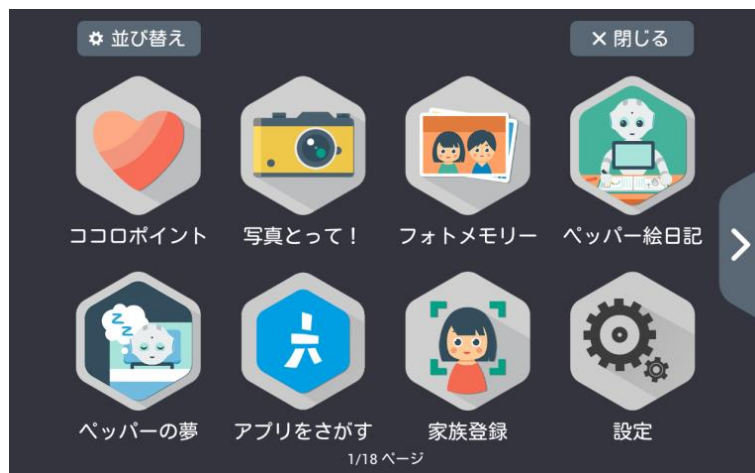 並び替え
閉じる
ココロポイント
写真とって！
フォトメモリー
ペッパー絵日記
ペッパーの夢
アプリをさがす
家族登録
設定
1/18 ページ